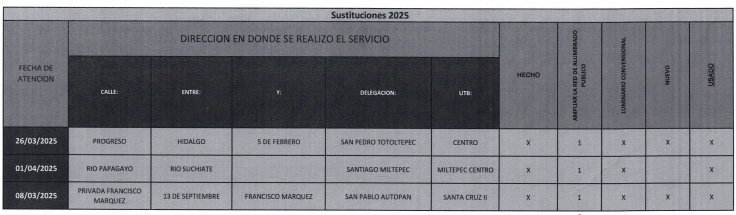 Sustituciones 2025
FECHA DE ATENCION
DIRECCION EN DONDE SE REALIZO EL SERVICIO
HECHO
AMPLIAR LA RED DE ALUMBRADO PUBLICO
LUMINARIO CONVENSIONAL
NUEVO
USADO
CALLE: ENTRE: Y: DELEGACION: UTB:
26/03/2025 PROGRESO HIDALGO 5 DE FEBRERO SAN PEDRO TOTOLTEPEC CENTRO X 1 X X X
01/04/2025 RIO PAPAGAYO RIO SUCHIATE SANTIAGO MILTEPEC MILTEPEC CENTRO X 1 X X
08/03/2025 PRIVADA FRANCISCO MARQUEZ 13 DE SEPTIEMBRE FRANCISCO MARQUEZ SAN PABLO AUTOPAN SANTA CRUZ II X 1 X X X